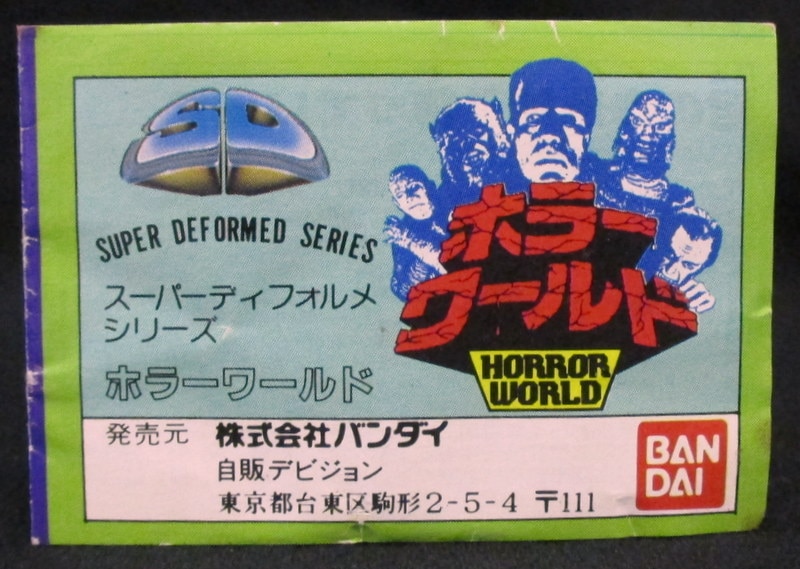 SD
SUPER DEFORMED SERIES
スーパーディフォルメ
シリーズ
ホラーワールド
ホラー
ワールド
HORROR
WORLD
発売元 株式会社バンダイ
自販デビジョン
東京都台東区駒形2-5-4 〒111
BAN
DAI